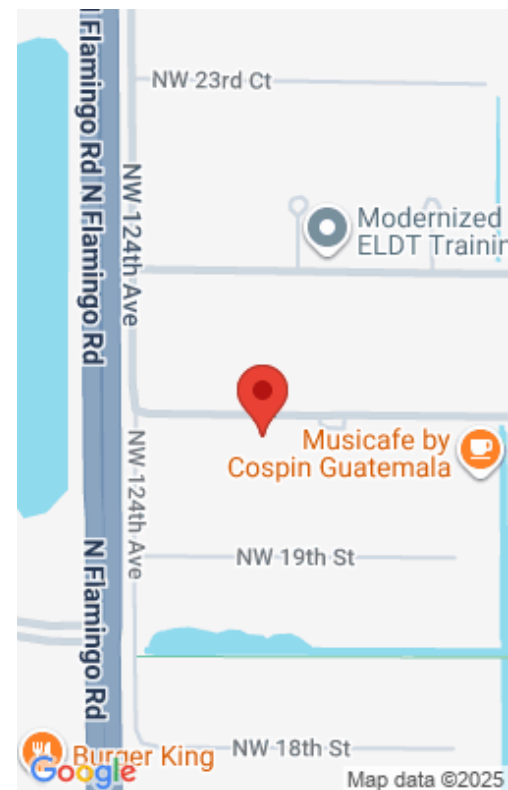 N Flamingo Rd
N Flamingo Rd
NW 23rd Ct
NW 124th Ave
Modernized
ELDT Trainin
Musicafe by
Cospin Guatemala
NW 124th Ave
NW 19th St
N Flamingo Rd
NW 18th St
Burger King
Google
Map data ©2025